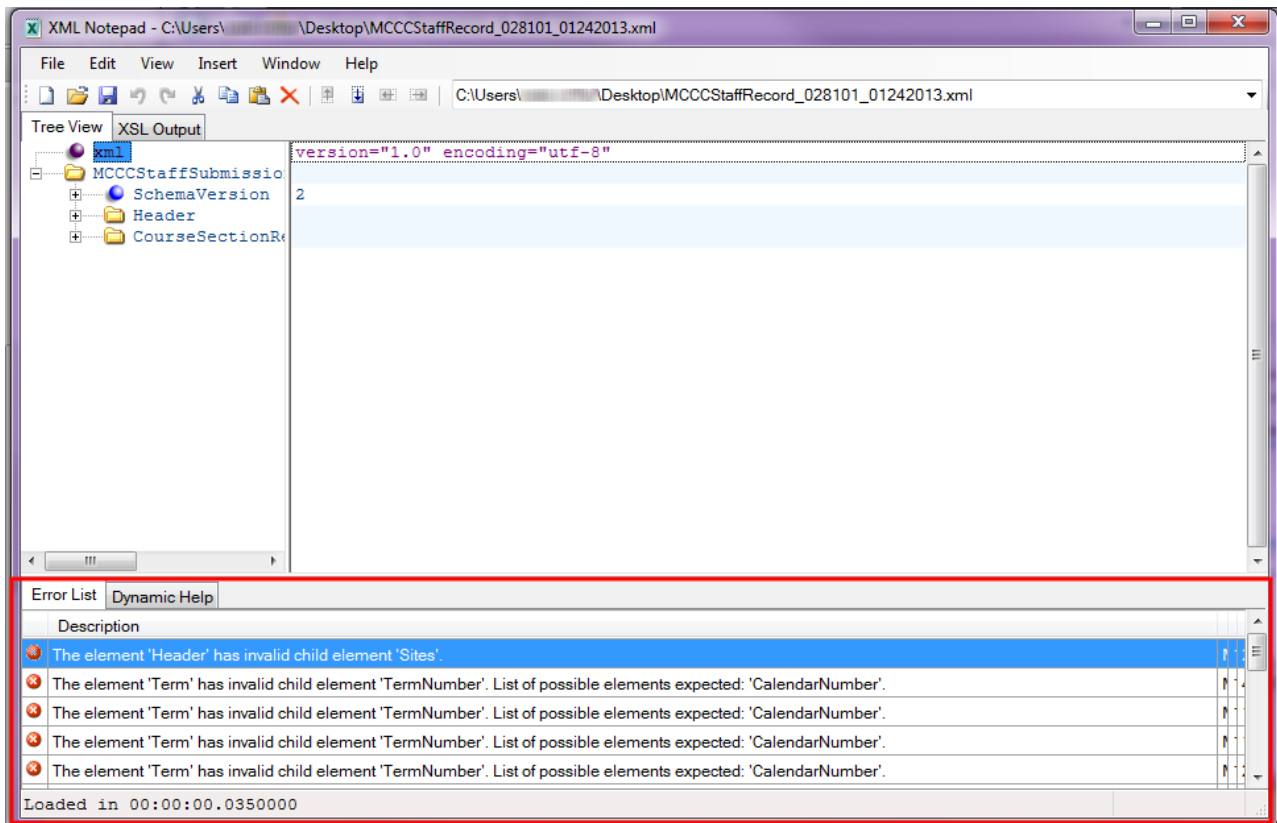 XML Notepad - C:\Users\ \Desktop\MCCCStaffRecord_028101_01242013.xml
File Edit View Insert Window Help
C:\Users\ \Desktop\MCCCStaffRecord_028101_01242013.xml
Tree View XSL Output
xml version="1.0" encoding="utf-8"
MCCCStaffSubmissio
SchemaVersion 2
Header
CourseSectionRe
Error List Dynamic Help
Description
The element 'Header' has invalid child element 'Sites'.
The element 'Term' has invalid child element 'TermNumber'. List of possible elements expected: 'CalendarNumber'.
The element 'Term' has invalid child element 'TermNumber'. List of possible elements expected: 'CalendarNumber'.
The element 'Term' has invalid child element 'TermNumber'. List of possible elements expected: 'CalendarNumber'.
The element 'Term' has invalid child element 'TermNumber'. List of possible elements expected: 'CalendarNumber'.
Loaded in 00:00:00.0350000